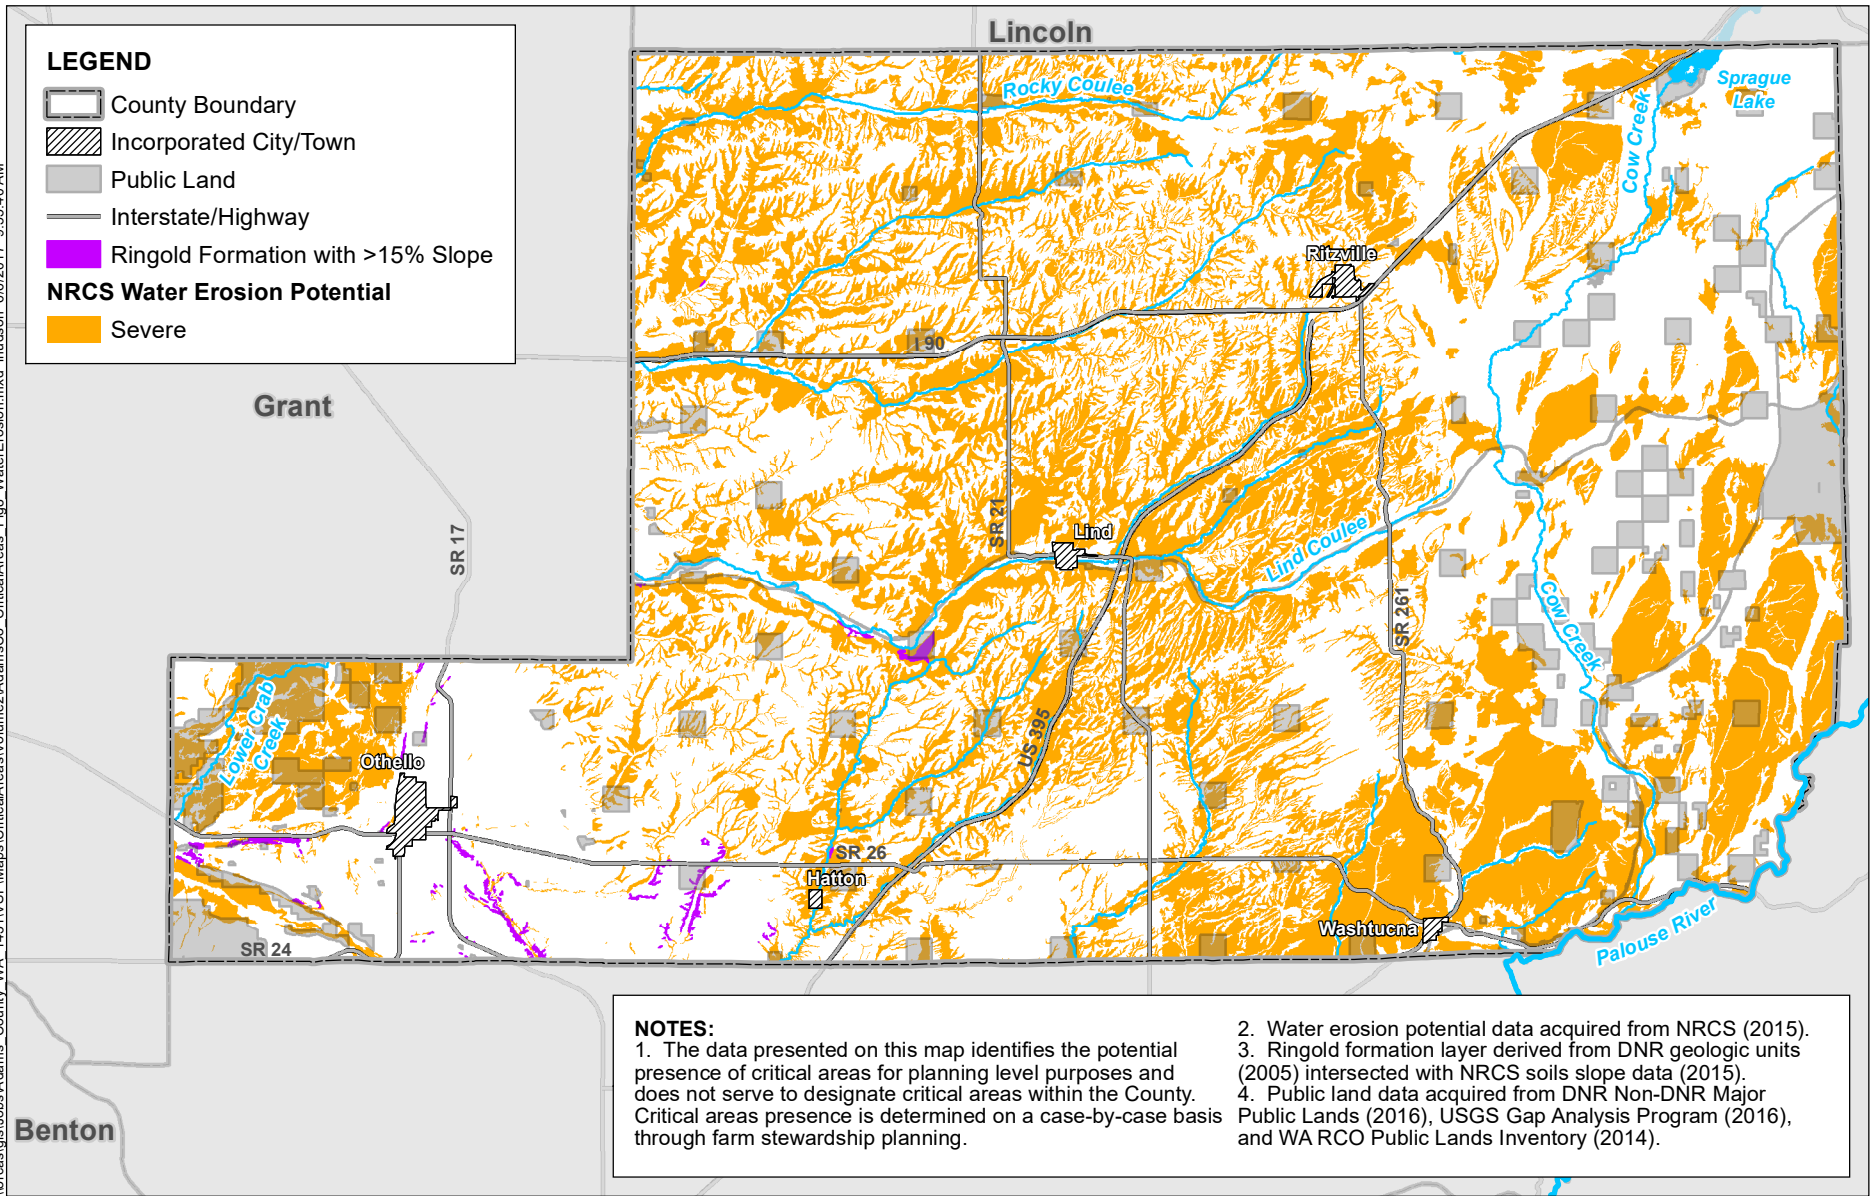 LEGEND
County Boundary
Incorporated City/Town
Public Land
Interstate/Highway
Ringold Formation with >15% Slope
NRCS Water Erosion Potential
Severe
Lincoln
Rocky Coulee
Sprague
Lake
Cow Creek
Ritzville
I 90
Grant
SR 17
SR 21
Lind
Lind Coulee
SR 261
Cow Creek
Lower Crab
Creek
Othello
US 395
SR 26
Hatton
Washtucna
Palouse River
SR 24
Benton
NOTES:
1. The data presented on this map identifies the potential
presence of critical areas for planning level purposes and
does not serve to designate critical areas within the County.
Critical areas presence is determined on a case-by-case basis
through farm stewardship planning.
2. Water erosion potential data acquired from NRCS (2015).
3. Ringold formation layer derived from DNR geologic units
(2005) intersected with NRCS soils slope data (2015).
4. Public land data acquired from DNR Non-DNR Major
Public Lands (2016), USGS Gap Analysis Program (2016),
and WA RCO Public Lands Inventory (2014).